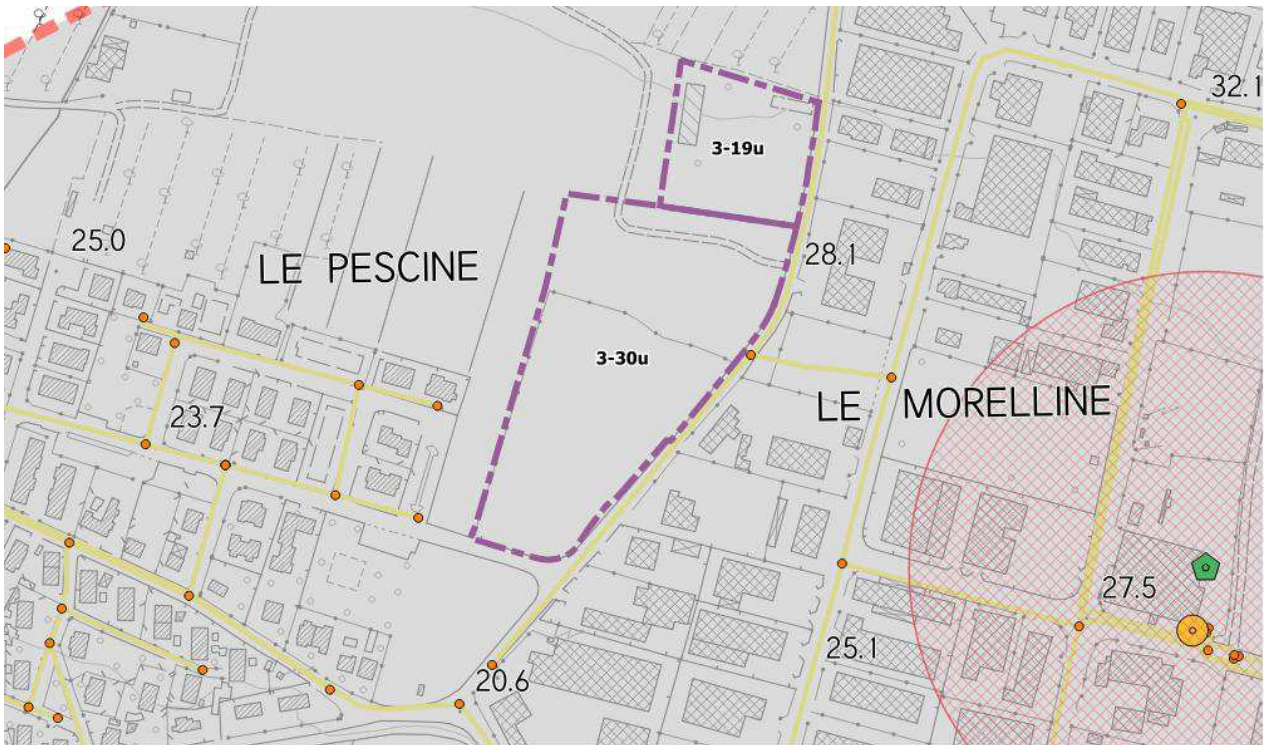 32.1
3-19u
25.0
LE PESCINE
28.1
3-30u
LE MORELLINE
23.7
27.5
25.1
20.6